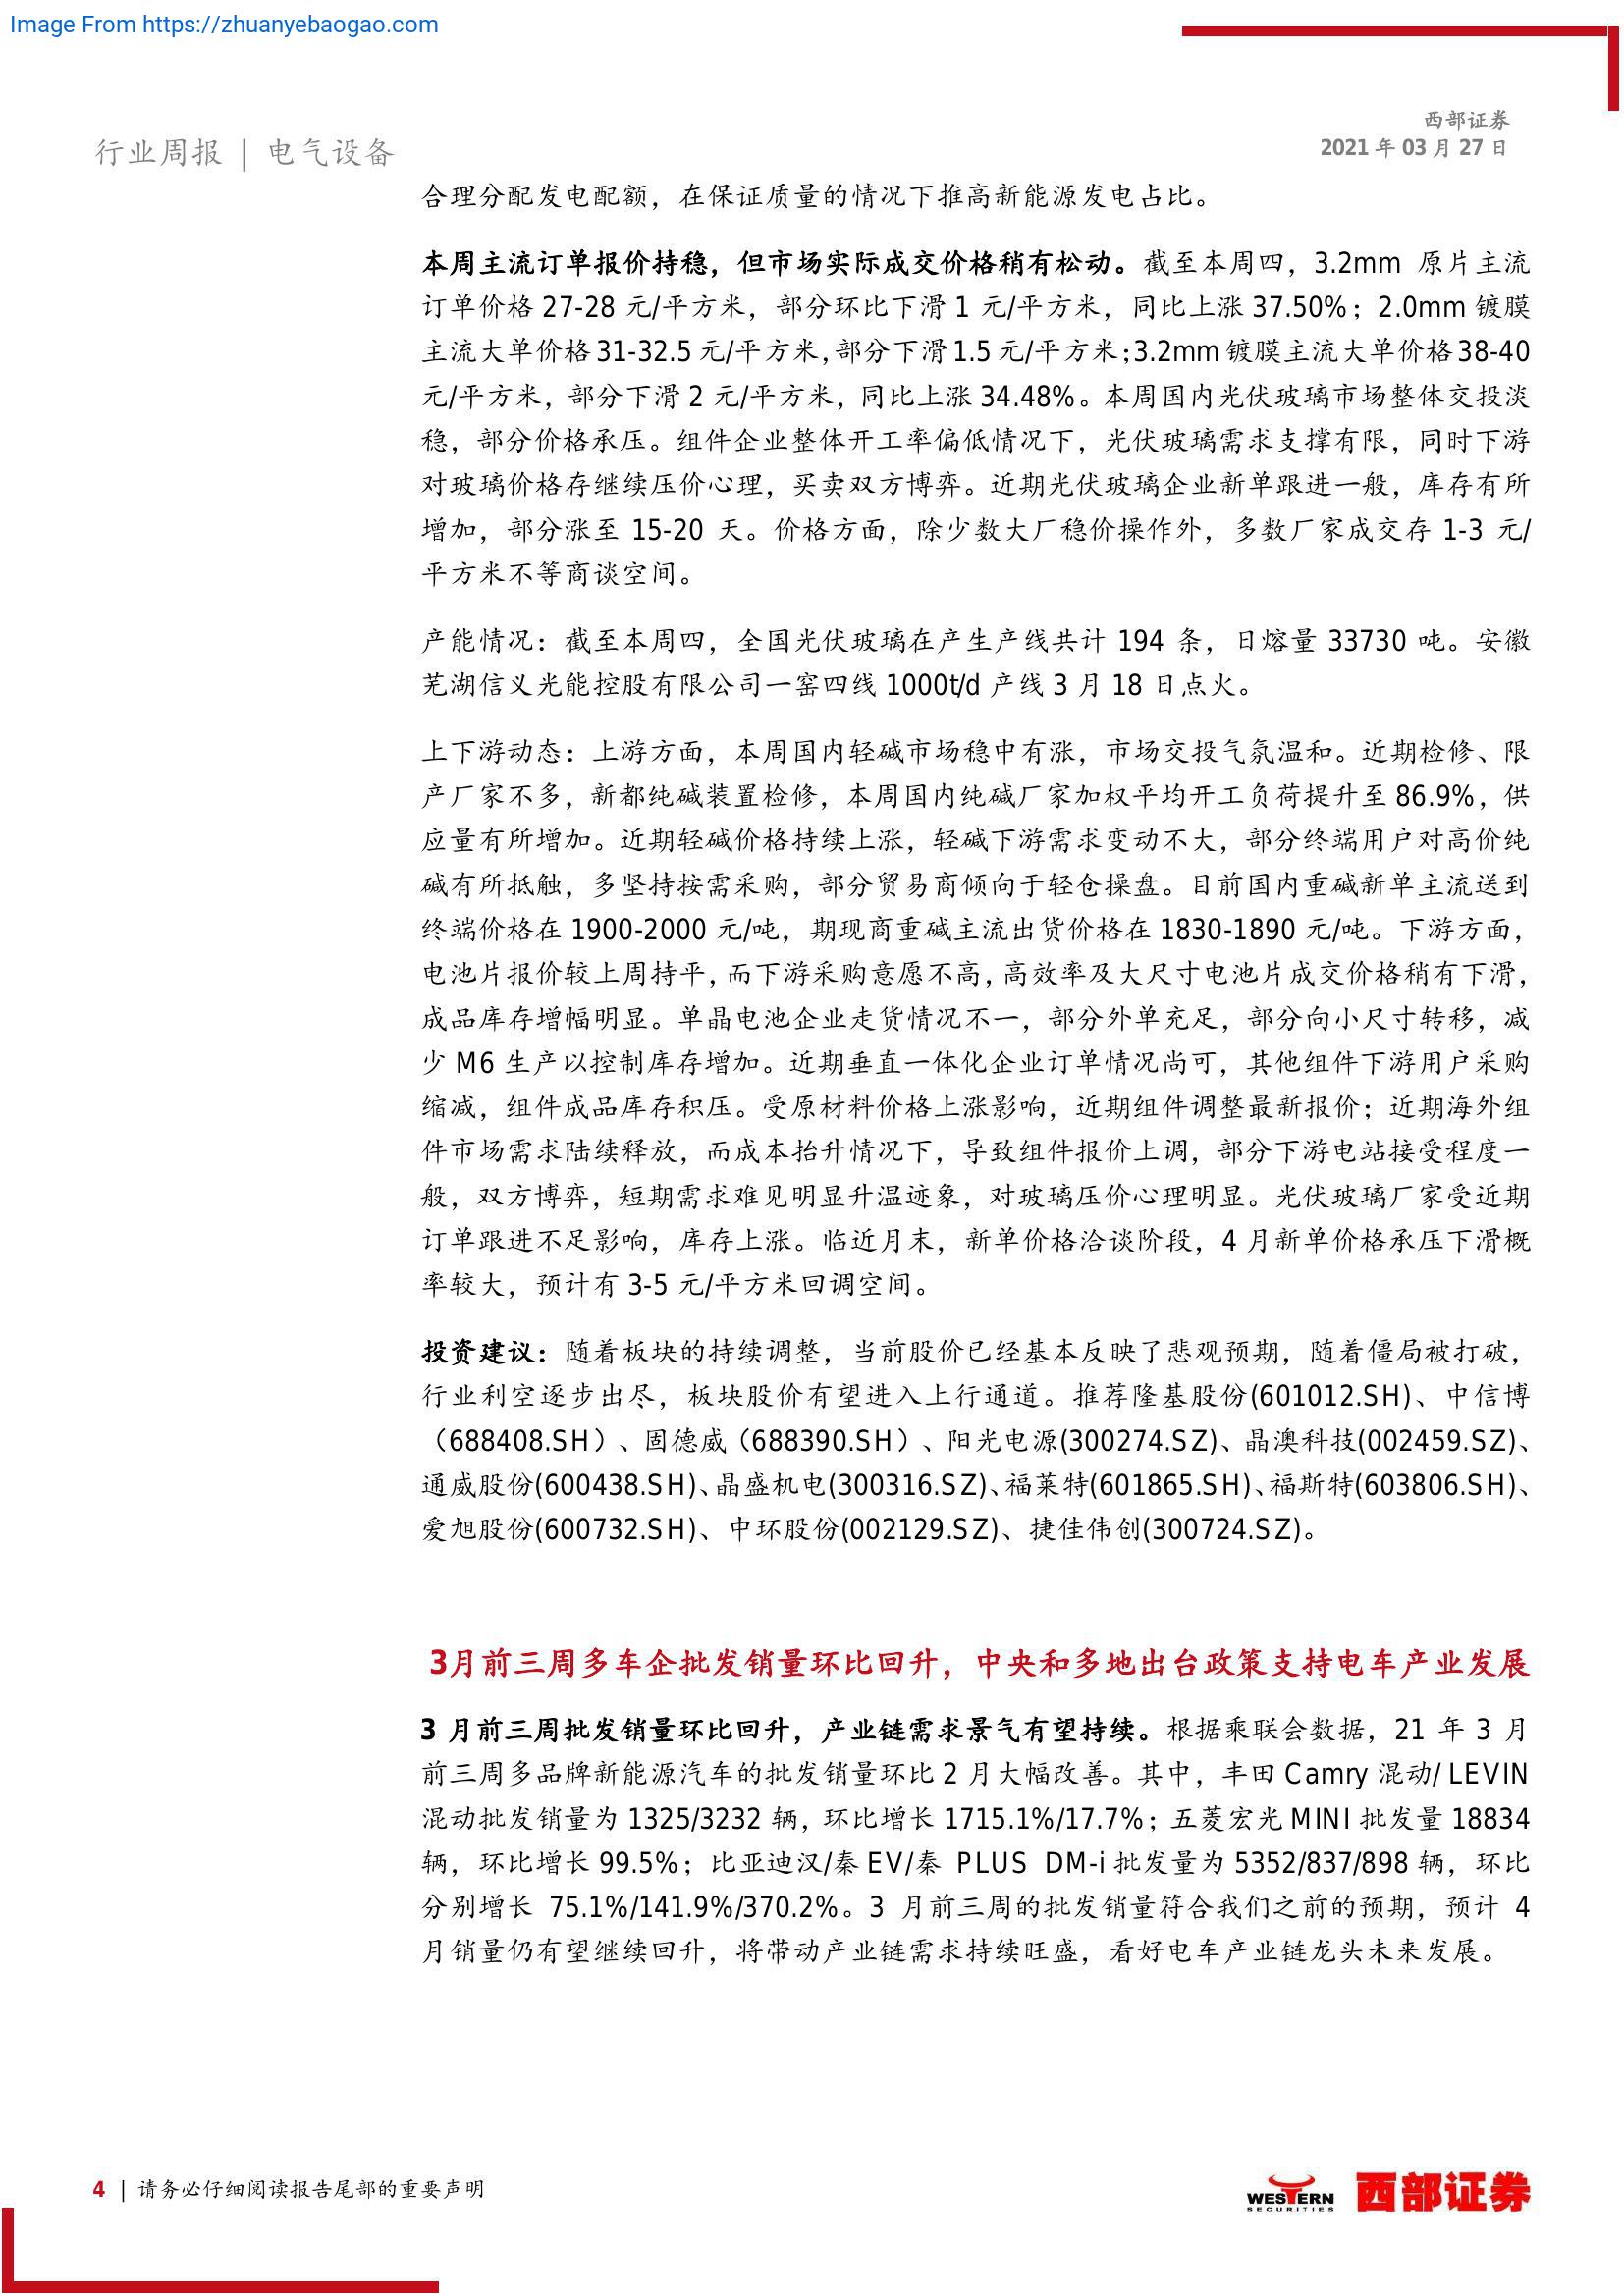 Image From https://zhuanyebaogao.com
西部证券
2021 年 03 月 27 日
行业周报 | 电气设备
合理分配发电配额，在保证质量的情况下推高新能源发电占比。
本周主流订单报价持稳，但市场实际成交价格稍有松动。截至本周四，3.2mm 原片主流
订单价格 27-28 元/平方米，部分环比下滑 1 元/平方米，同比上涨 37.50%；2.0mm 镀膜
主流大单价格 31-32.5 元/平方米，部分下滑 1.5 元/平方米；3.2mm 镀膜主流大单价格 38-40
元/平方米，部分下滑 2 元/平方米，同比上涨 34.48%。本周国内光伏玻璃市场整体交投淡
稳，部分价格承压。组件企业整体开工率偏低情况下，光伏玻璃需求支撑有限，同时下游
对玻璃价格存继续压价心理，买卖双方博弈。近期光伏玻璃企业新单跟进一般，库存有所
增加，部分涨至 15-20 天。价格方面，除少数大厂稳价操作外，多数厂家成交存 1-3 元/
平方米不等商谈空间。
产能情况：截至本周四，全国光伏玻璃在产生产线共计 194 条，日熔量 33730 吨。安徽
芜湖信义光能控股有限公司一窑四线 1000t/d 产线 3 月 18 日点火。
上下游动态：上游方面，本周国内轻碱市场稳中有涨，市场交投气氛温和。近期检修、限
产厂家不多，新都纯碱装置检修，本周国内纯碱厂家加权平均开工负荷提升至 86.9%，供
应量有所增加。近期轻碱价格持续上涨，轻碱下游需求变动不大，部分终端用户对高价纯
碱有所抵触，多坚持按需采购，部分贸易商倾向于轻仓操盘。目前国内重碱新单主流送到
终端价格在 1900-2000 元/吨，期现商重碱主流出货价格在 1830-1890 元/吨。下游方面，
电池片报价较上周持平，而下游采购意愿不高，高效率及大尺寸电池片成交价格稍有下滑，
成品库存增幅明显。单晶电池企业走货情况不一，部分外单充足，部分向小尺寸转移，减
少 M6 生产以控制库存增加。近期垂直一体化企业订单情况尚可，其他组件下游用户采购
缩减，组件成品库存积压。受原材料价格上涨影响，近期组件调整最新报价；近期海外组
件市场需求陆续释放，而成本抬升情况下，导致组件报价上调，部分下游电站接受程度一
般，双方博弈，短期需求难见明显升温迹象，对玻璃压价心理明显。光伏玻璃厂家受近期
订单跟进不足影响，库存上涨。临近月末，新单价格洽谈阶段，4 月新单价格承压下滑概
率较大，预计有 3-5 元/平方米回调空间。
投资建议：随着板块的持续调整，当前股价已经基本反映了悲观预期，随着僵局被打破，
行业利空逐步出尽，板块股价有望进入上行通道。推荐隆基股份(601012.SH)、中信博
（688408.SH）、固德威（688390.SH）、阳光电源(300274.SZ)、晶澳科技(002459.SZ)、
通威股份(600438.SH)、晶盛机电(300316.SZ)、福莱特(601865.SH)、福斯特(603806.SH)、
爱旭股份(600732.SH)、中环股份(002129.SZ)、捷佳伟创(300724.SZ)。
3月前三周多车企批发销量环比回升，中央和多地出台政策支持电车产业发展
3 月前三周批发销量环比回升，产业链需求景气有望持续。根据乘联会数据，21 年 3 月
前三周多品牌新能源汽车的批发销量环比 2 月大幅改善。其中，丰田 Camry 混动/ LEVIN
混动批发销量为 1325/3232 辆，环比增长 1715.1%/17.7%；五菱宏光 MINI 批发量 18834
辆，环比增长 99.5%；比亚迪汉/秦 EV/秦 PLUS DM-i 批发量为 5352/837/898 辆，环比
分别增长 75.1%/141.9%/370.2%。3 月前三周的批发销量符合我们之前的预期，预计 4
月销量仍有望继续回升，将带动产业链需求持续旺盛，看好电车产业链龙头未来发展。
4 | 请务必仔细阅读报告尾部的重要声明
WESTERN
SECURITIES
西部证券